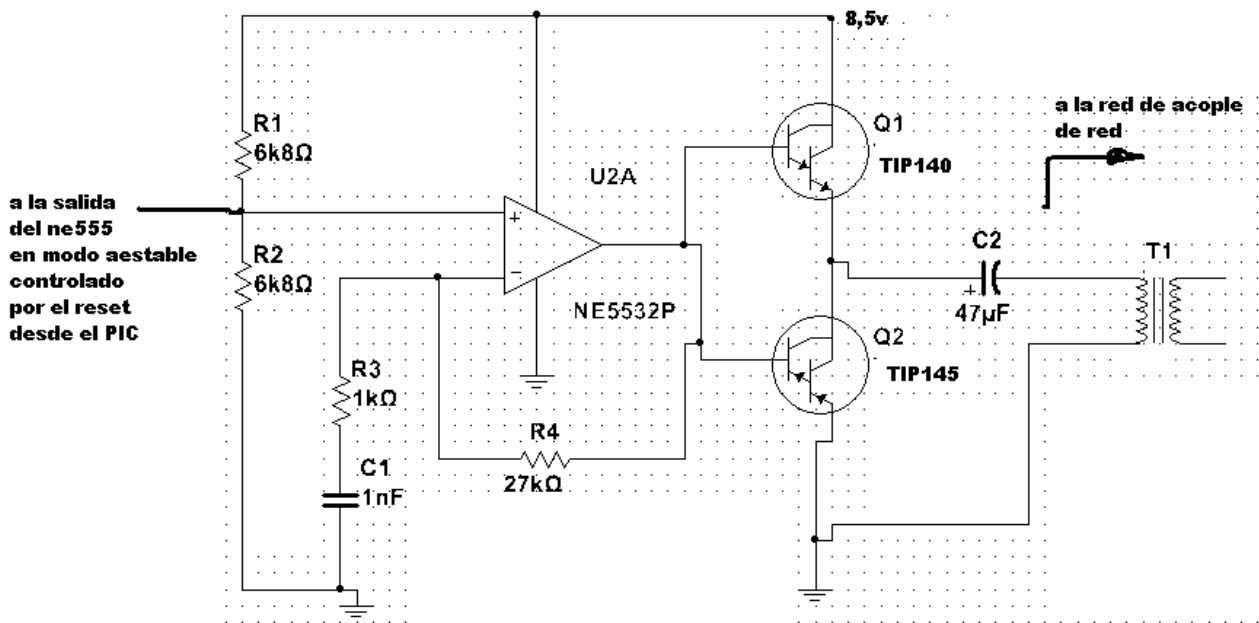 8,5v
a la red de acople
de red
R1
6k8Ω
Q1
TIP140
U2A
a la salida
del ne555
en modo aestable
controlado
por el reset
desde el PIC
+
−
R2
6k8Ω
C2
+
47µF
T1
NE5532P
Q2
TIP145
R3
1kΩ
R4
27kΩ
C1
1nF